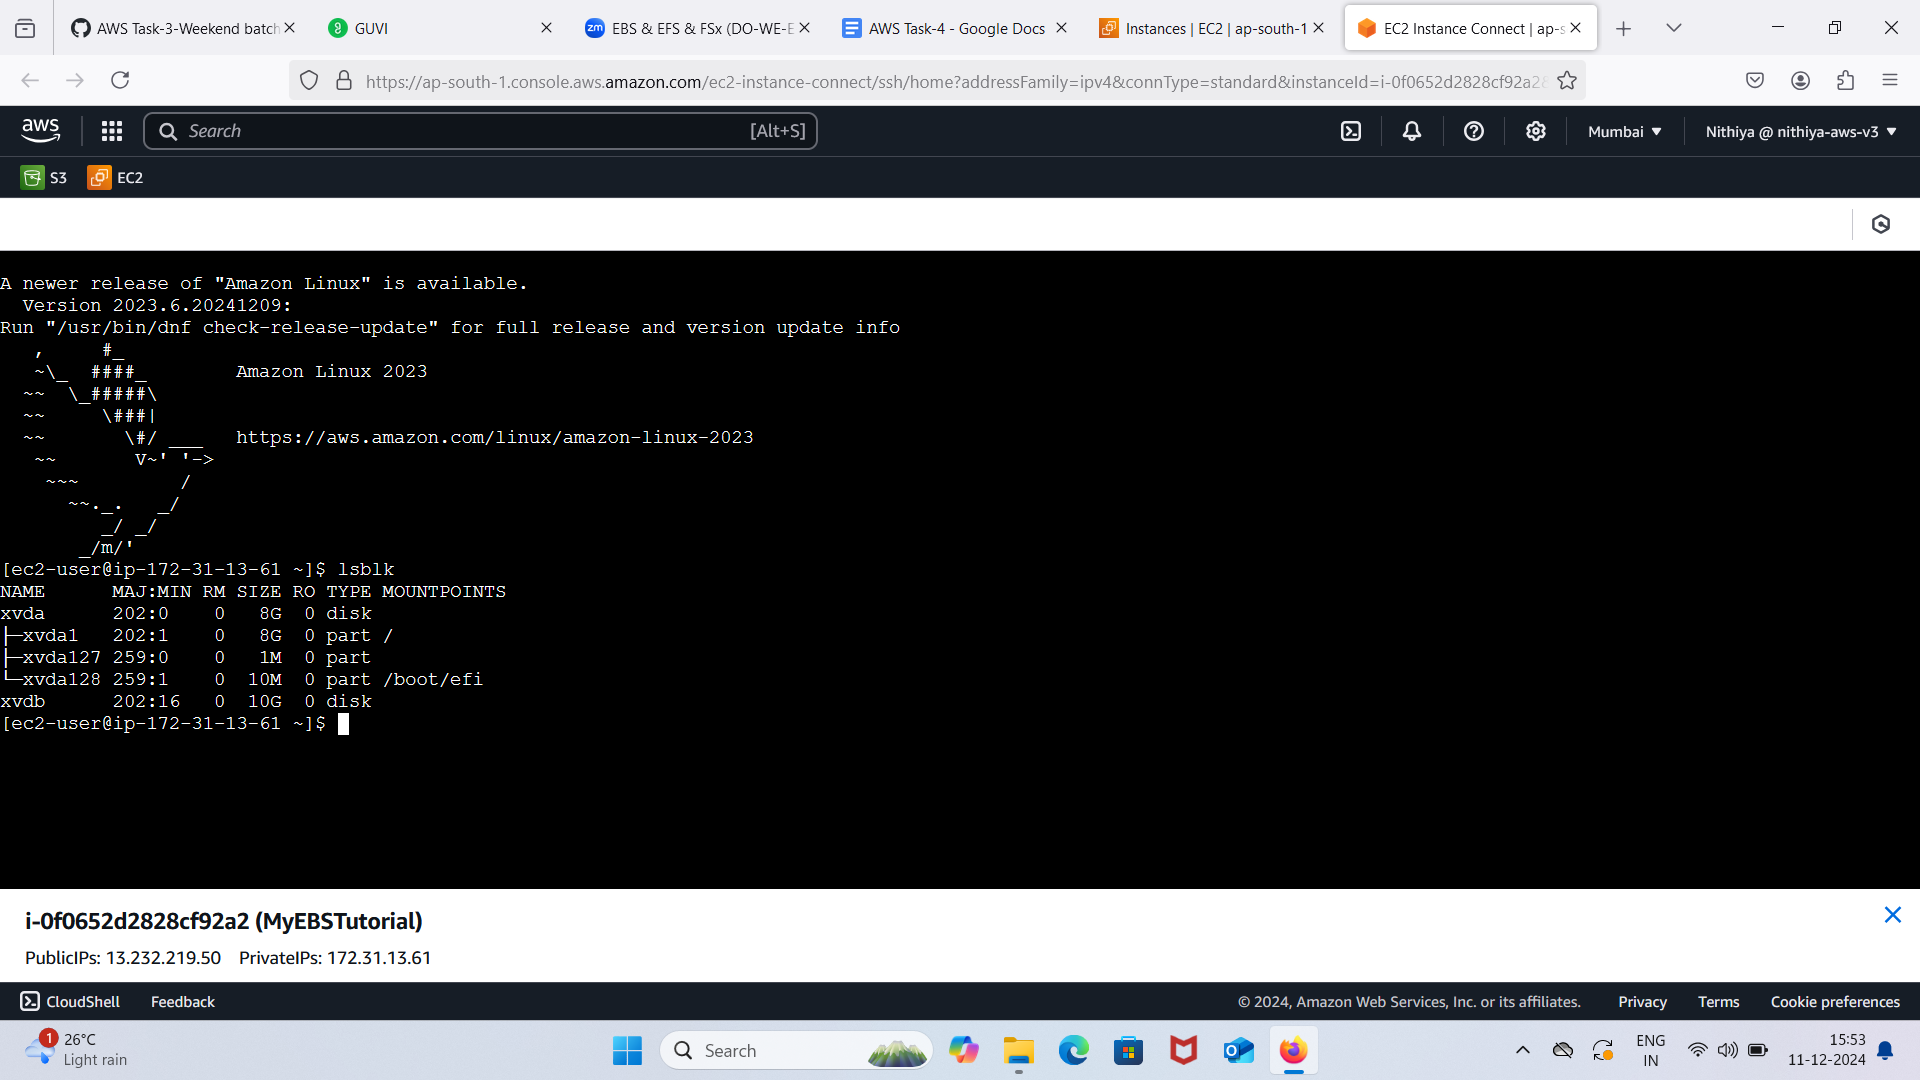 AWS Task-3-Weekend batch
GUVI
EBS & EFS & FSx (DO-WE-E
AWS Task-4 - Google Docs
Instances | EC2 | ap-south-1
EC2 Instance Connect | ap-s
https://ap-south-1.console.aws.amazon.com/ec2-instance-connect/ssh/home?addressFamily=ipv4&connType=standard&instanceId=i-0f0652d2828cf92a28
aws
Search
[Alt+S]
Mumbai
Nithiya @ nithiya-aws-v3
S3
EC2
A newer release of "Amazon Linux" is available.
  Version 2023.6.20241209:
Run "/usr/bin/dnf check-release-update" for full release and version update info
   ,     #_
   ~\_  ####_        Amazon Linux 2023
  ~~  \_#####\
  ~~     \###|
  ~~       \#/ ___   https://aws.amazon.com/linux/amazon-linux-2023
   ~~       V~' '->
    ~~~         /
      ~~._.   _/
         _/ _/
       _/m/'
[ec2-user@ip-172-31-13-61 ~]$ lsblk
NAME      MAJ:MIN RM SIZE RO TYPE MOUNTPOINTS
xvda      202:0    0   8G  0 disk
├─xvda1   202:1    0   8G  0 part /
├─xvda127 259:0    0   1M  0 part
└─xvda128 259:1    0  10M  0 part /boot/efi
xvdb      202:16   0  10G  0 disk
[ec2-user@ip-172-31-13-61 ~]$
i-0f0652d2828cf92a2 (MyEBSTutorial)
PublicIPs: 13.232.219.50 PrivateIPs: 172.31.13.61
CloudShell
Feedback
© 2024, Amazon Web Services, Inc. or its affiliates.
Privacy
Terms
Cookie preferences
1
26°C
Light rain
Search
ENG
IN
15:53
11-12-2024